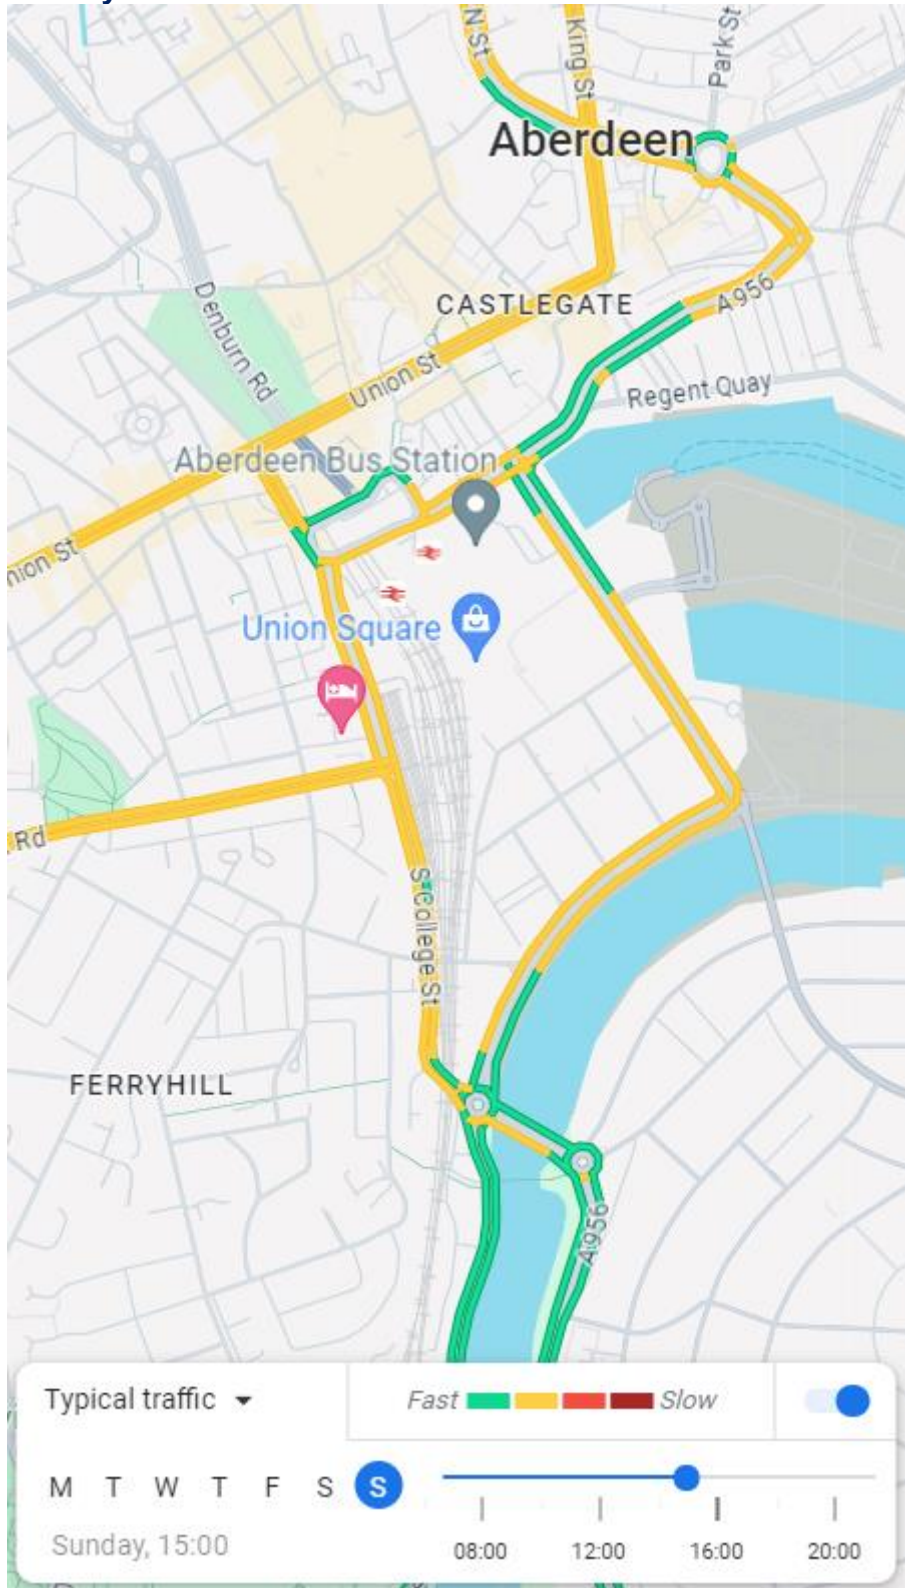 N St
King St
Park St
Aberdeen
CASTLEGATE
A 956
Denburn Rd
Union St
Regent Quay
Aberdeen Bus Station
nion St
Union Square
Rd
S College St
FERRYHILL
A956
Typical traffic
Fast Slow
M T W T F S S
Sunday, 15:00
08:00 12:00 16:00 20:00